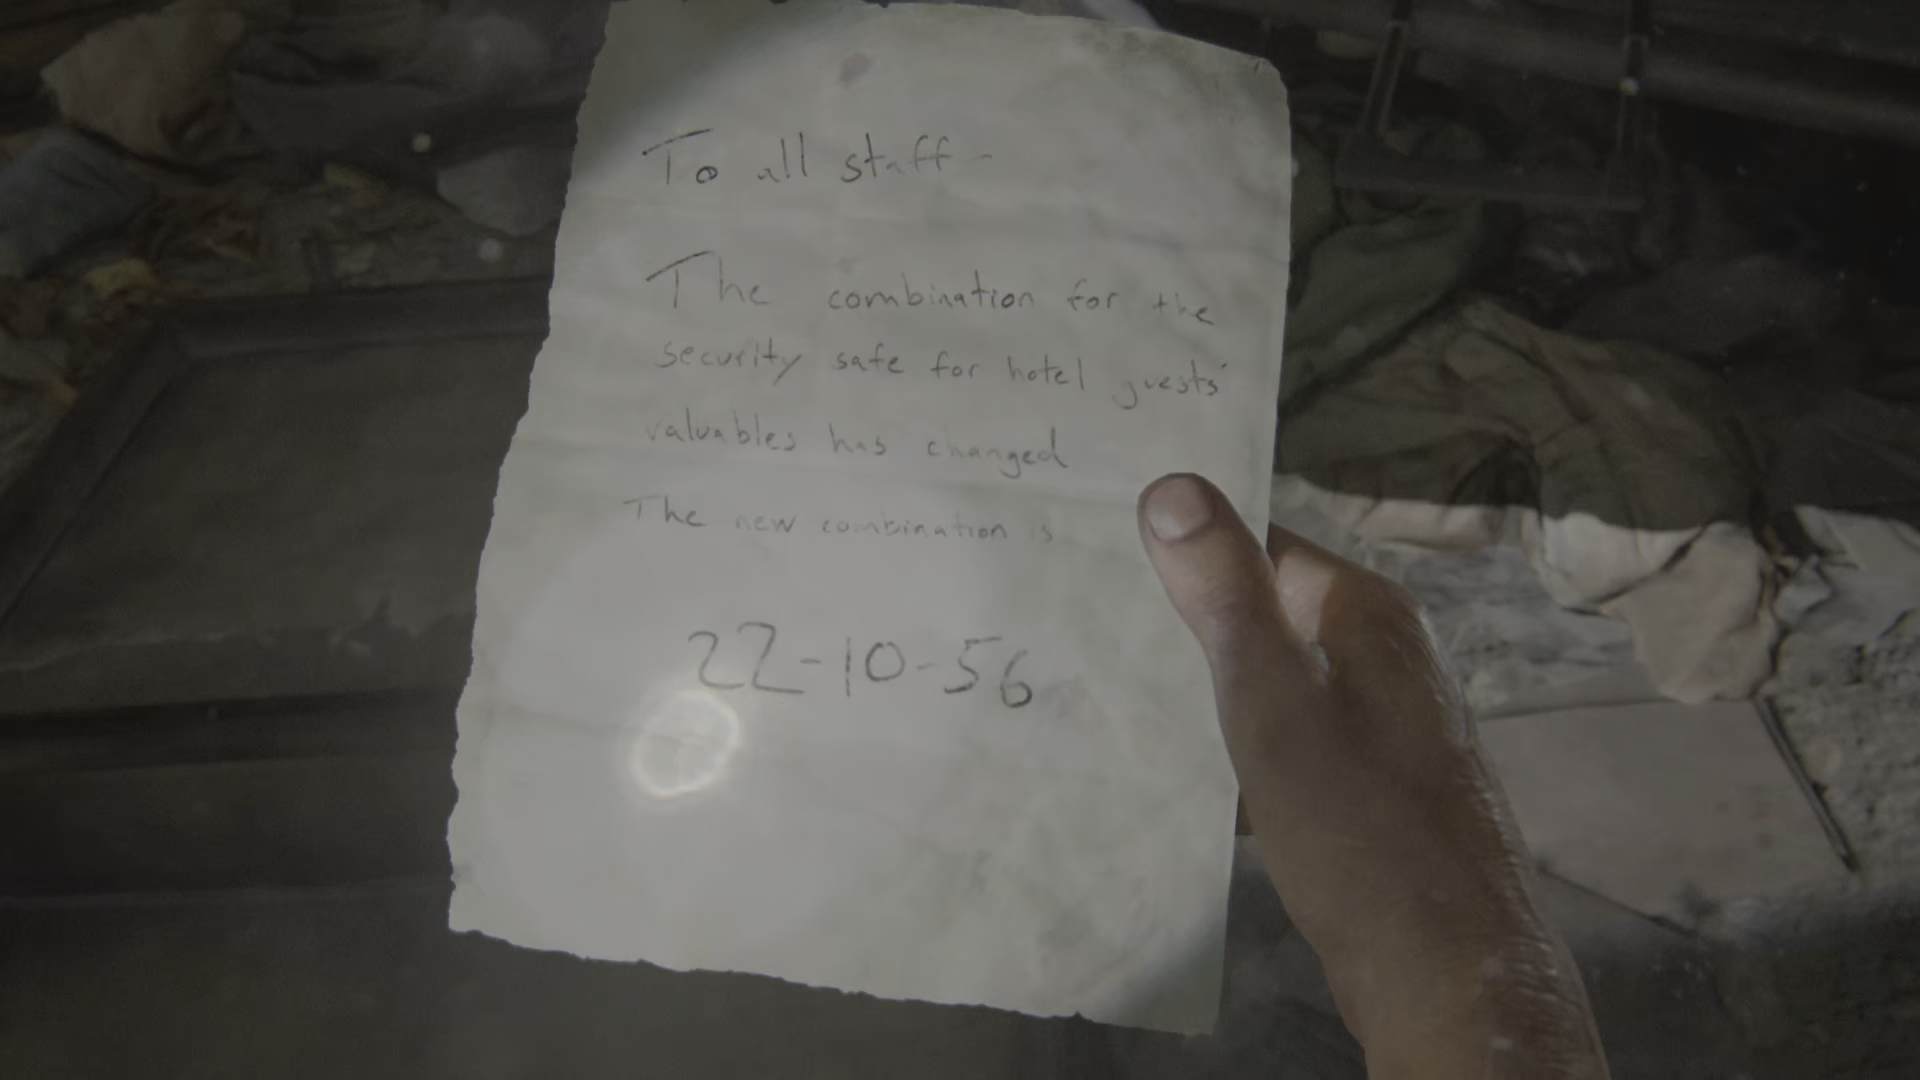 To all staff -
The combination for the
security safe for hotel guests'
valuables has changed
The new combination is
22-10-56